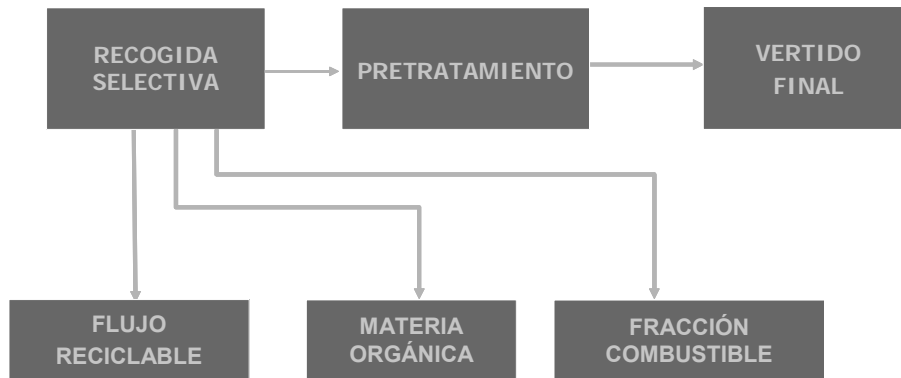 RECOGIDA
SELECTIVA
PRETRATAMIENTO
VERTIDO
FINAL
FLUJO
RECICLABLE
MATERIA
ORGÁNICA
FRACCIÓN
COMBUSTIBLE